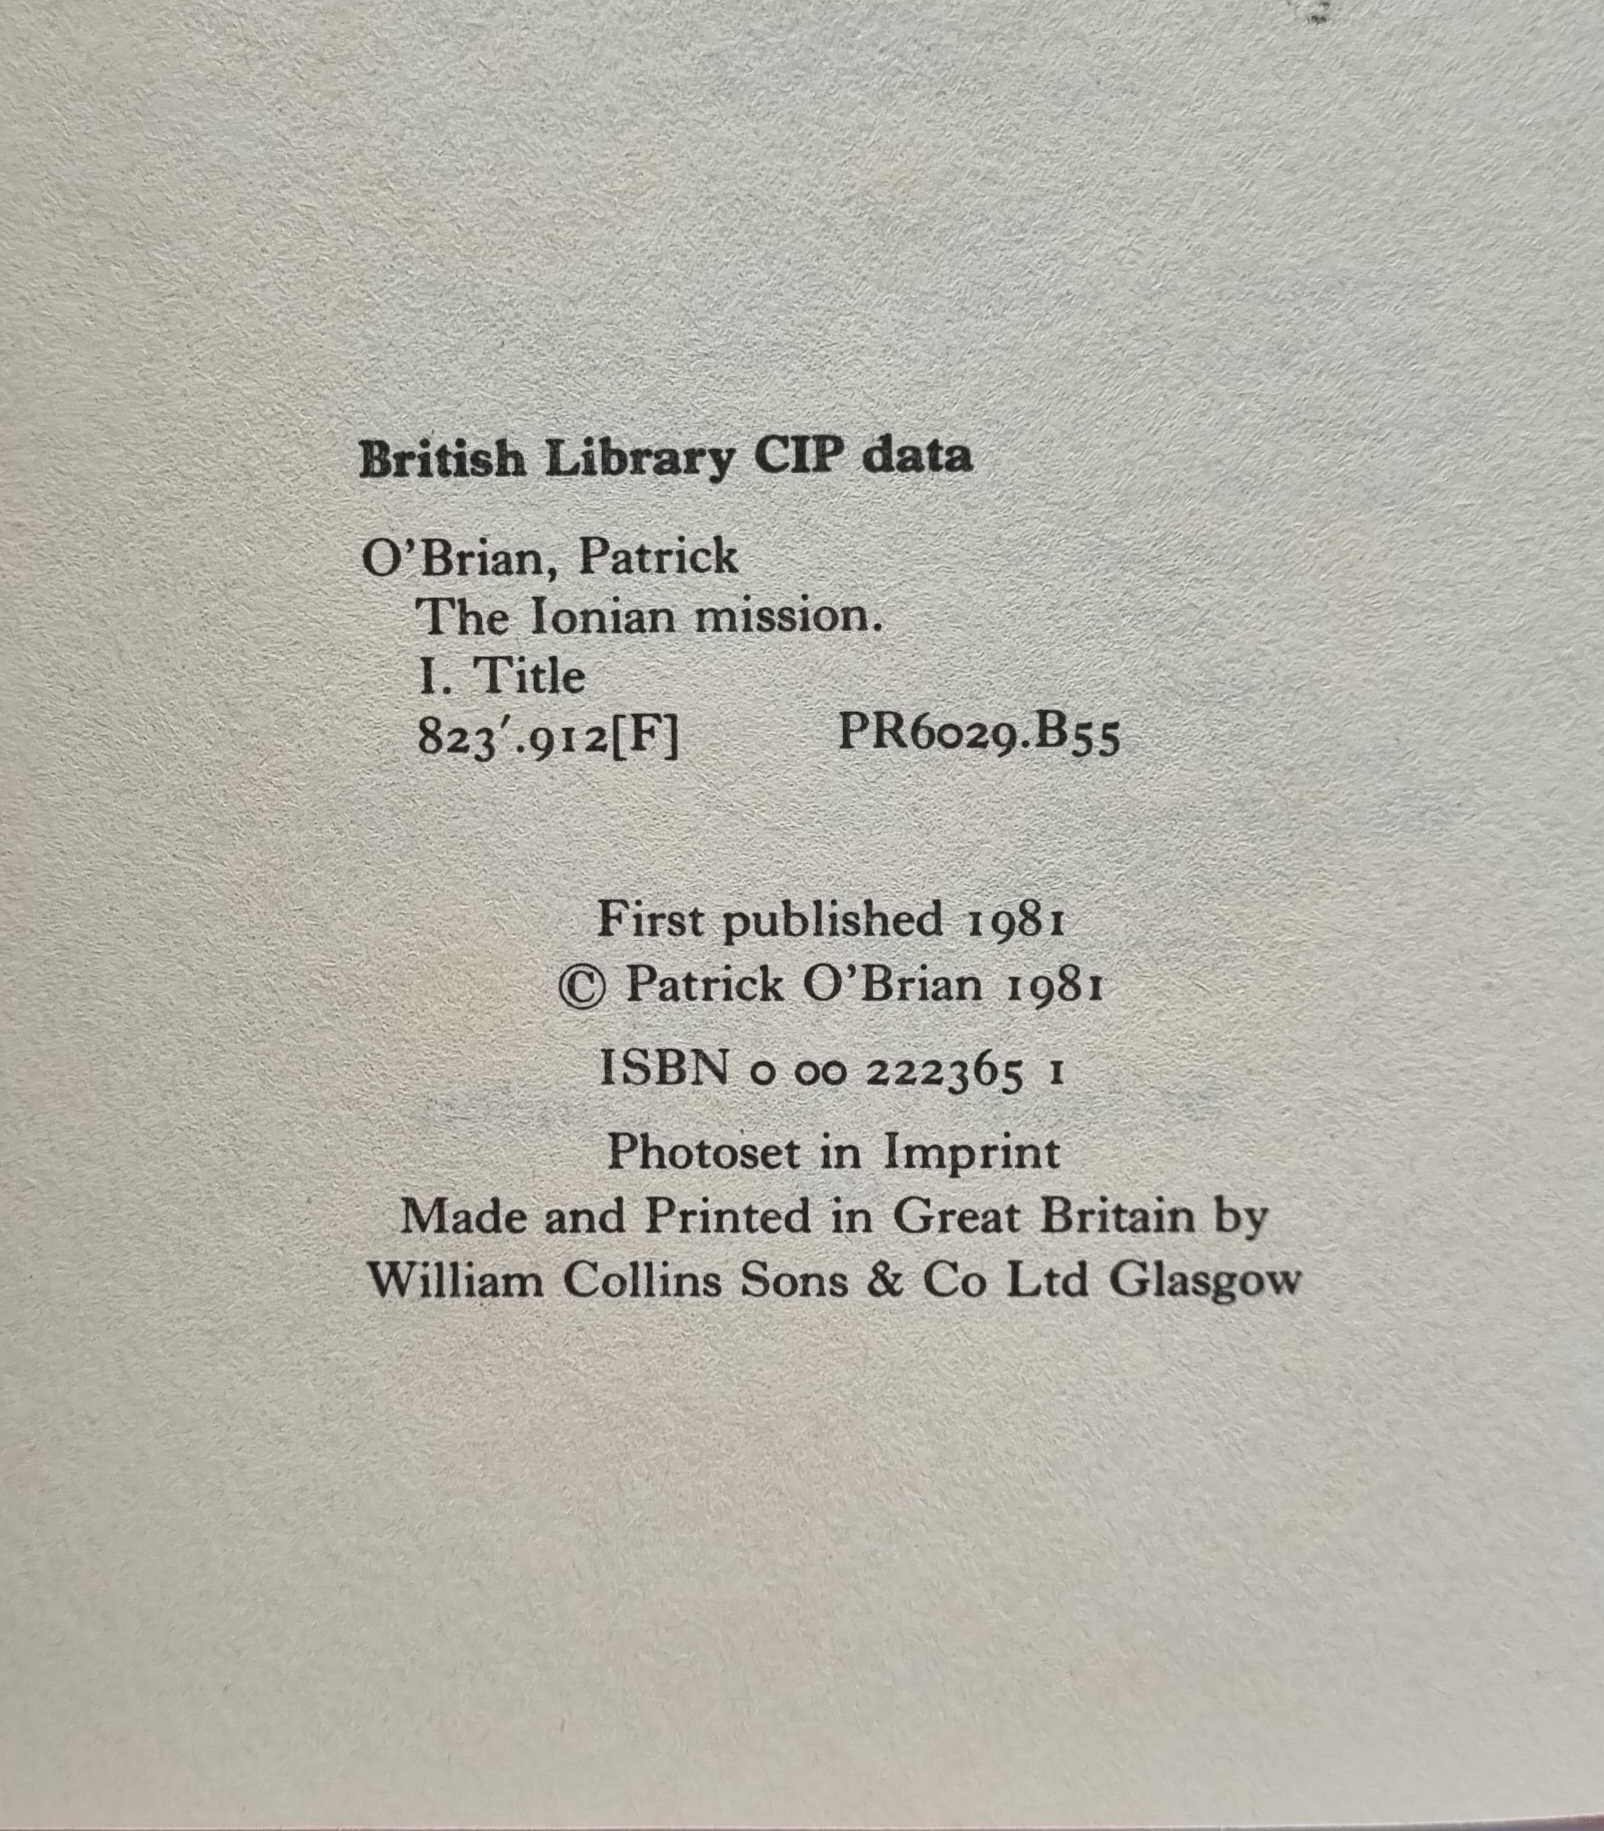 British Library CIP data
O'Brian, Patrick
The Ionian mission.
I. Title
823′.912[F] PR6029.B55
First published 1981
© Patrick O'Brian 1981
ISBN 0 00 222365 1
Photoset in Imprint
Made and Printed in Great Britain by
William Collins Sons & Co Ltd Glasgow